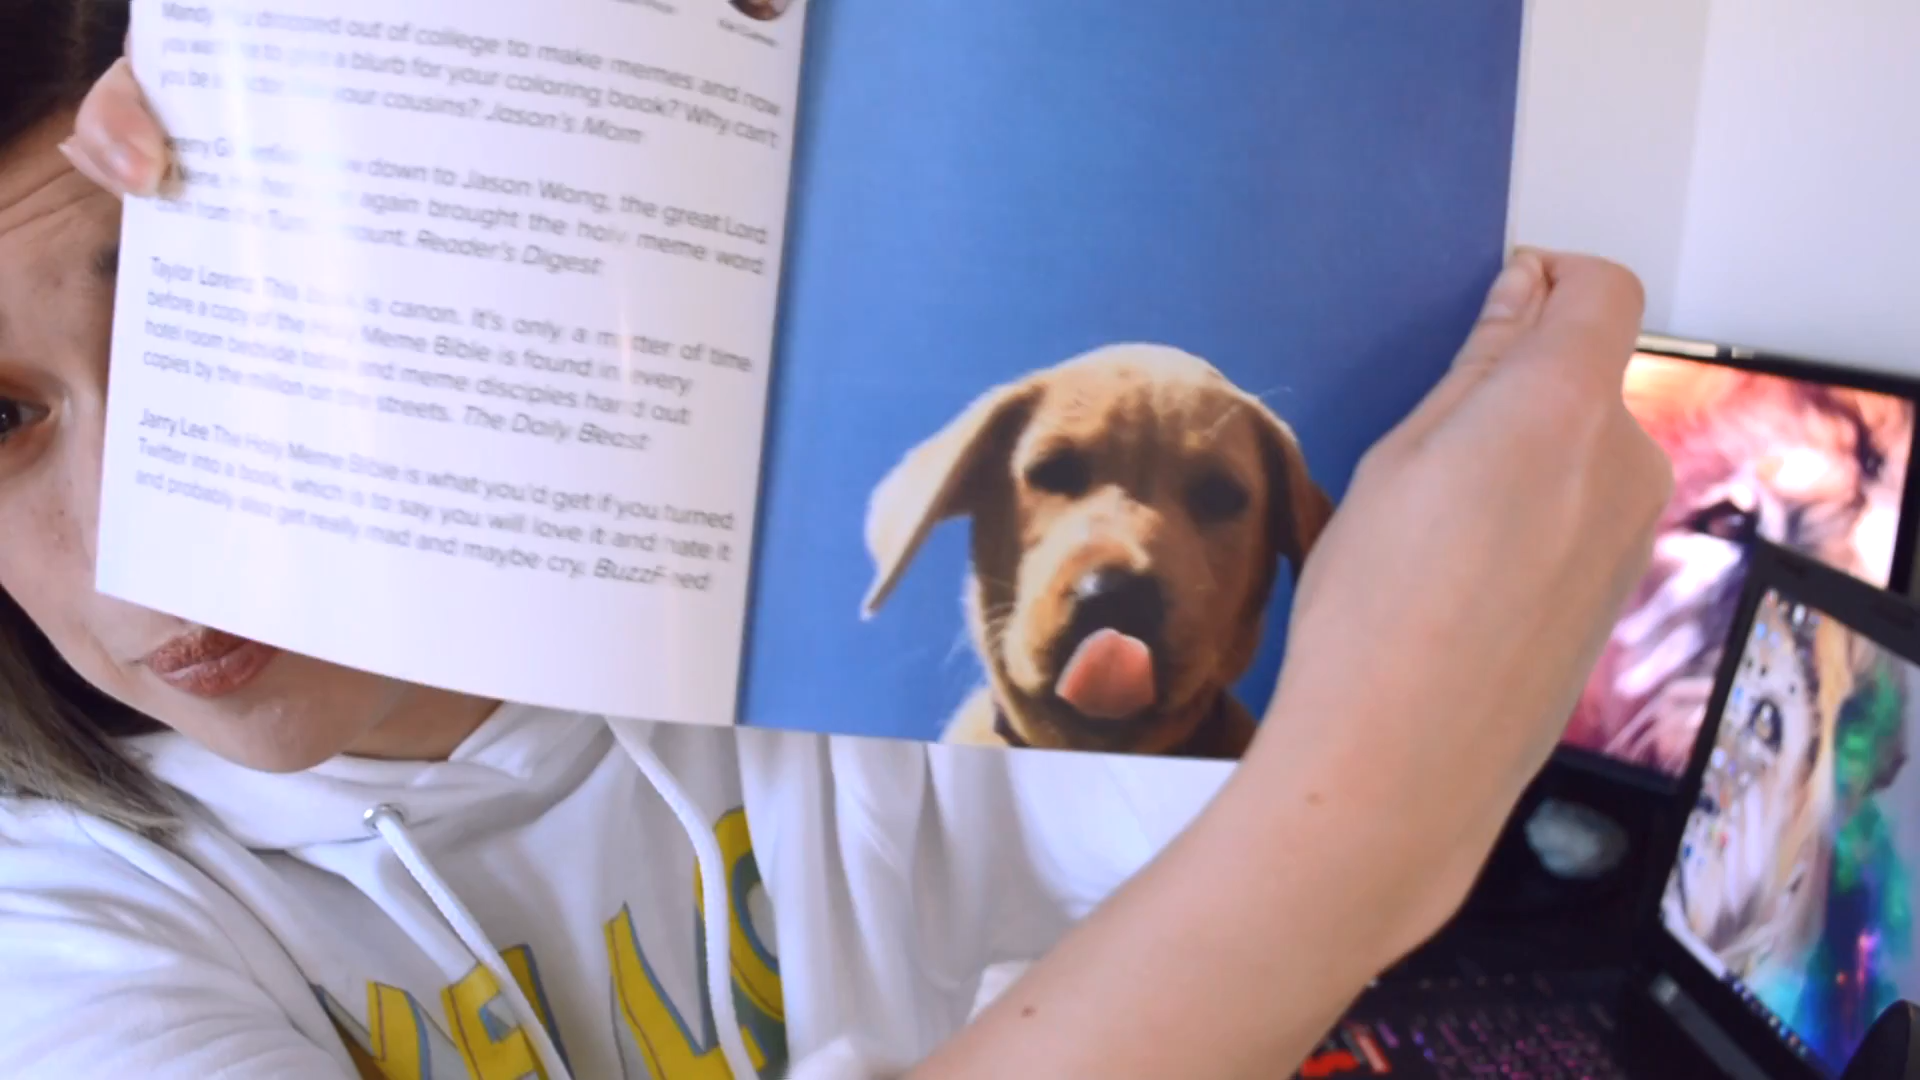 Mandy dropped out of college to make memes and now
you want me to give a blurb for your coloring book? Why can't
you be a doctor like your cousins? Jason's Mom
down to Jason Wong, the great Lord
again brought the holy meme word
from the Reader's Digest
Taylor Lorenz This book is canon. It's only a matter of time
before a copy of the Holy Meme Bible is found in every
hotel room bedside table and meme disciples hand out
copies by the million on the streets. The Daily Beast
Jarry Lee The Holy Meme Bible is what you'd get if you turned
Twitter into a book, which is to say you will love it and hate it
and probably also get really mad and maybe cry. BuzzFeed